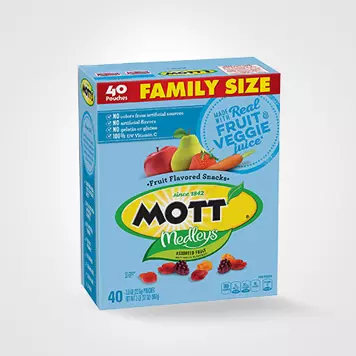 40
Pouches
FAMILY SIZE
NO colors from artificial sources
NO artificial flavors
NO gelatin or gluten
100% DV Vitamin C
MADE WITH Real
FRUIT &
VEGGIE
Juice*
Fruit Flavored Snacks
since 1842
MOTT
Medleys
ASSORTED FRUIT
40